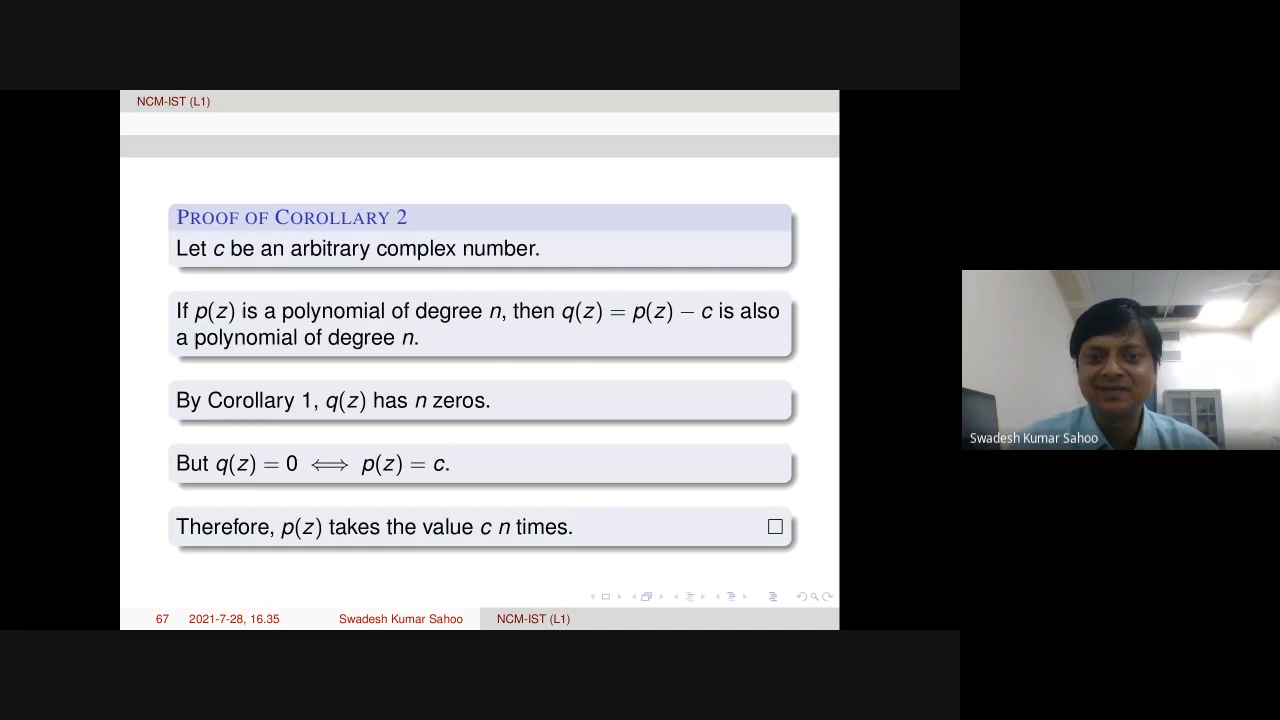 NCM-IST (L1)
PROOF OF COROLLARY 2
Let c be an arbitrary complex number.
If p(z) is a polynomial of degree n, then q(z) = p(z) − c is also
a polynomial of degree n.
By Corollary 1, q(z) has n zeros.
But q(z) = 0 ⟺ p(z) = c.
Therefore, p(z) takes the value c n times. □
67 2021-7-28, 16.35 Swadesh Kumar Sahoo NCM-IST (L1)
Swadesh Kumar Sahoo